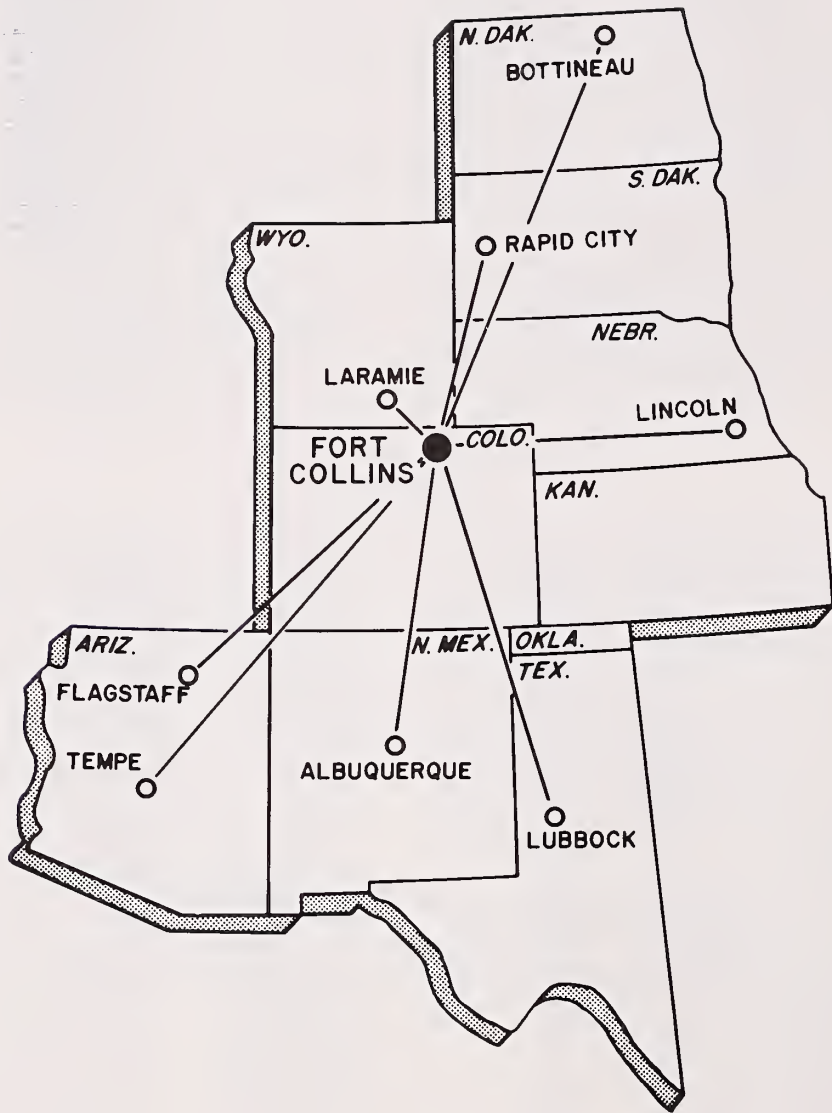 N. DAK.
BOTTINEAU
S. DAK.
WYO.
RAPID CITY
NEBR.
LARAMIE
LINCOLN
FORT
COLLINS
COLO.
KAN.
ARIZ.
N. MEX.
OKLA.
TEX.
FLAGSTAFF
TEMPE
ALBUQUERQUE
LUBBOCK